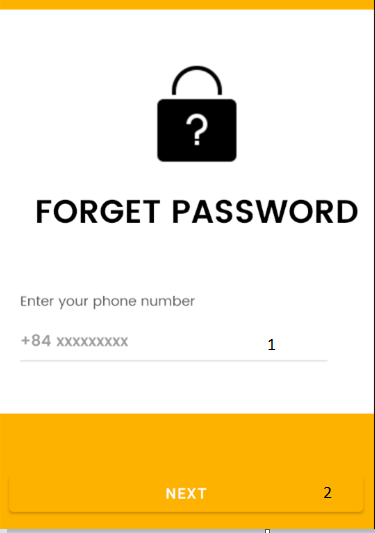 ?
FORGET PASSWORD
Enter your phone number
+84 xxxxxxxxx 1
NEXT 2